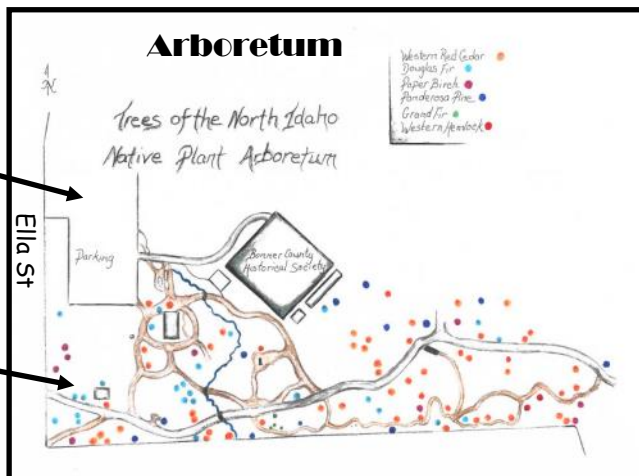 Arboretum
N
Trees of the North Idaho
Native Plant Arboretum
Western Red Cedar
Douglas Fir
Paper Birch
Ponderosa Pine
Grand Fir
Western Hemlock
Ella St
Parking
Bonner County
Historical Society